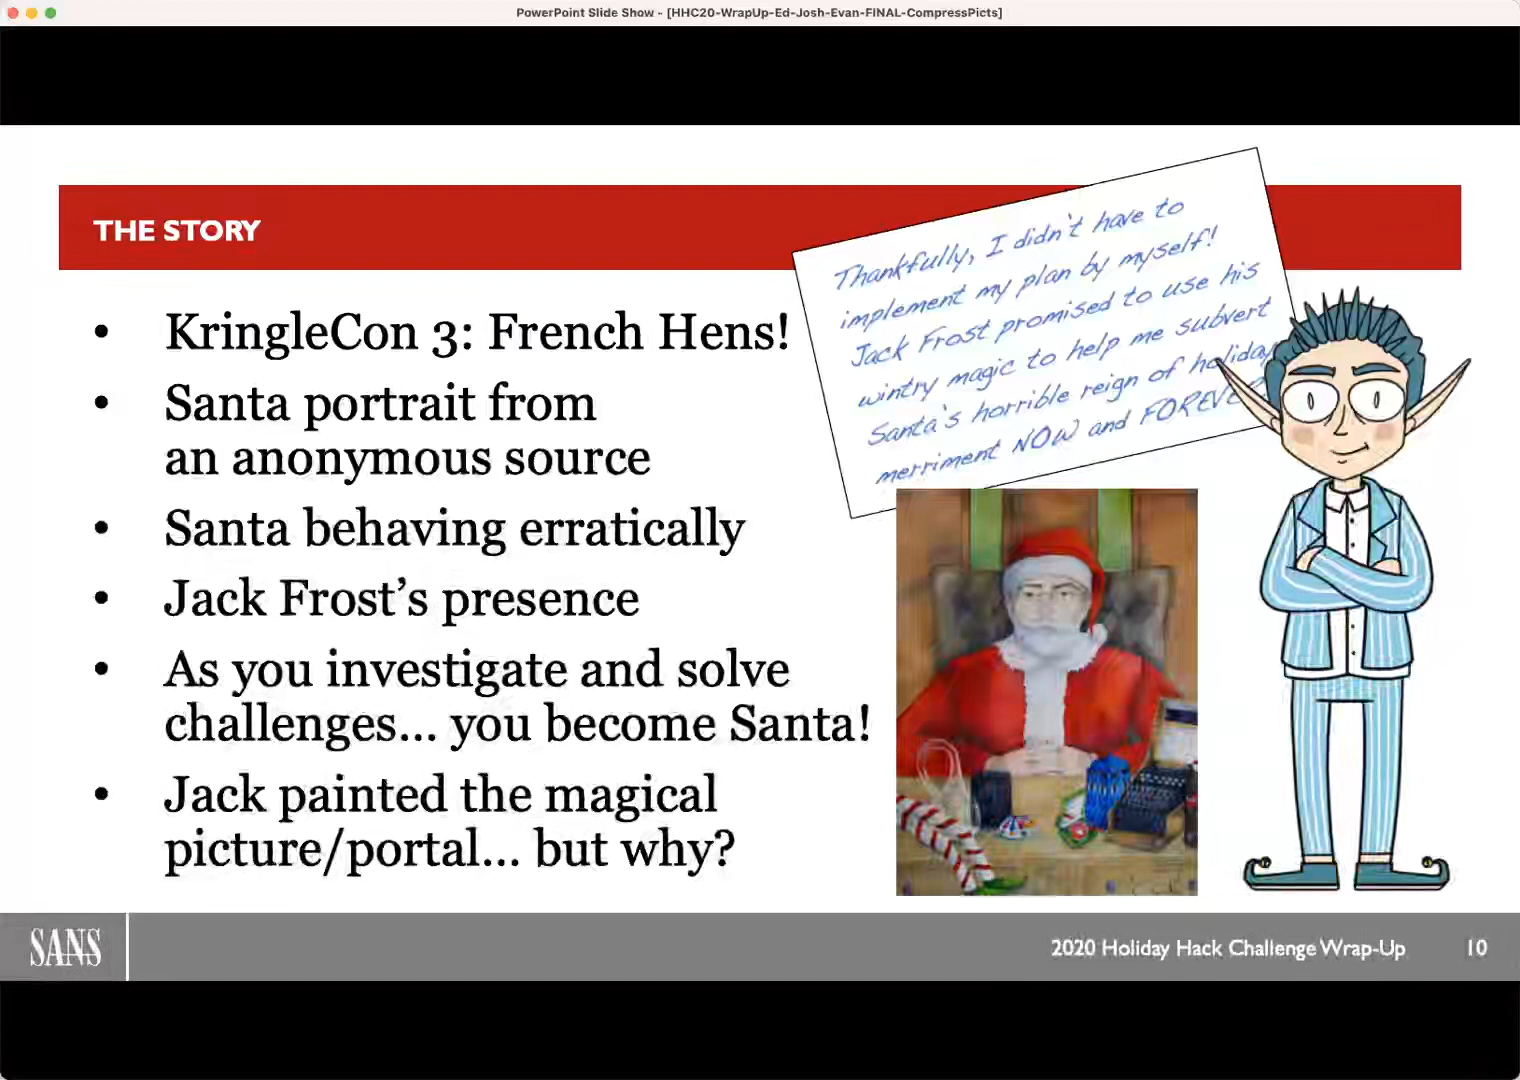 PowerPoint Slide Show - [HHC20-WrapUp-Ed-Josh-Evan-FINAL-CompressPicts]
THE STORY
• KringleCon 3: French Hens!
• Santa portrait from
an anonymous source
• Santa behaving erratically
• Jack Frost's presence
• As you investigate and solve
challenges... you become Santa!
• Jack painted the magical
picture/portal... but why?
Thankfully, I didn't have to
implement my plan by myself!
Jack Frost promised to use his
wintry magic to help me subvert
Santa's horrible reign of holiday
merriment NOW and
SANS
2020 Holiday Hack Challenge Wrap-Up
10